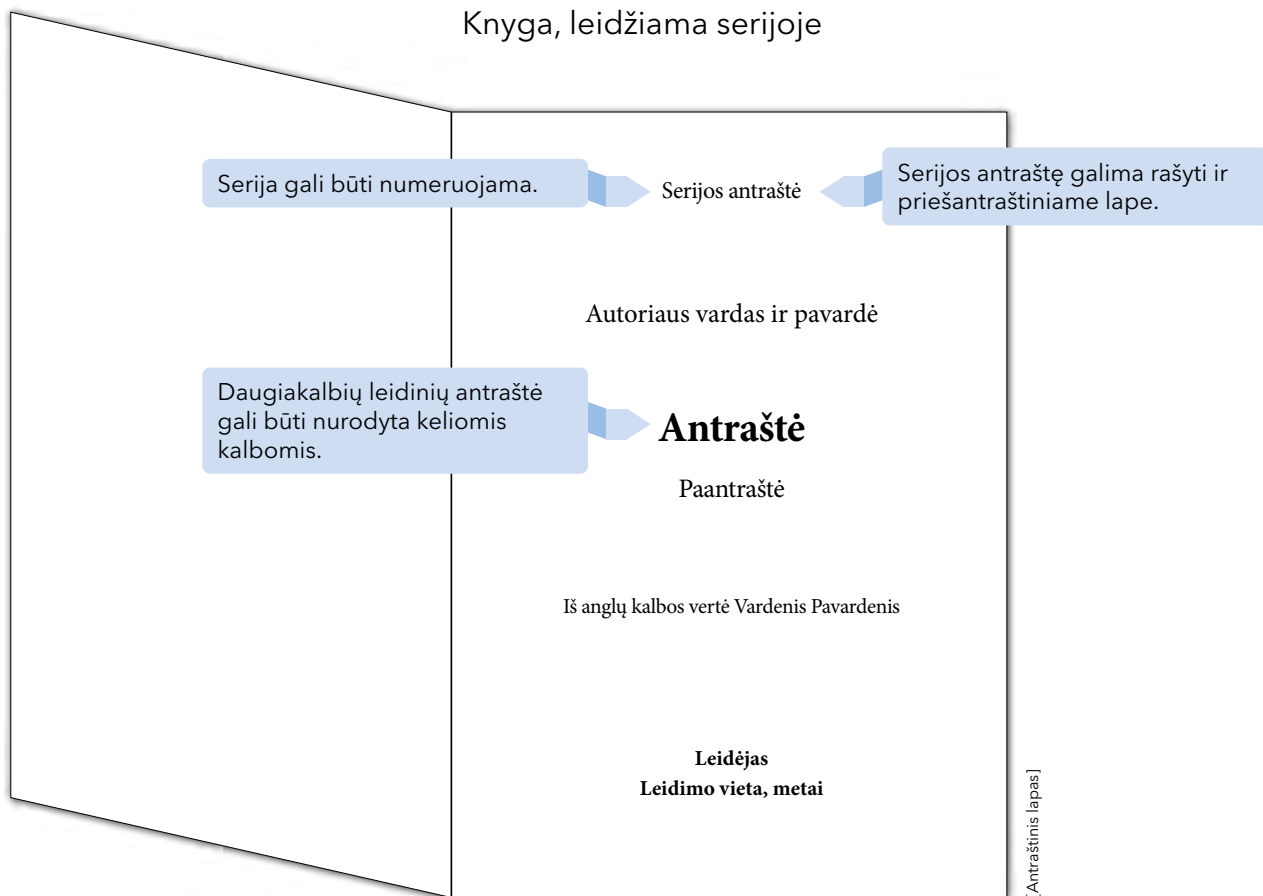 Knyga, leidžiama serijoje
Serija gali būti numeruojama.
Serijos antraštė
Serijos antraštę galima rašyti ir
priešantraštiniame lape.
Autoriaus vardas ir pavardė
Daugiakalbių leidinių antraštė
gali būti nurodyta keliomis
kalbomis.
Antraštė
Paantraštė
Iš anglų kalbos vertė Vardenis Pavardenis
Leidėjas
Leidimo vieta, metai
[Antraštinis lapas]